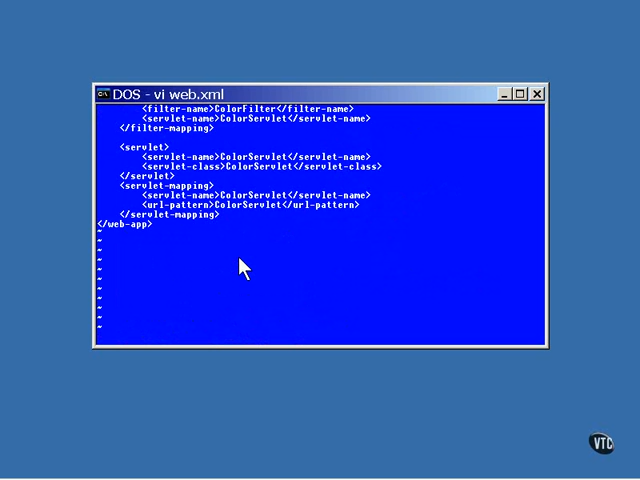 DOS - vi web.xml
<filter-name>ColorFilter</filter-name>
<servlet-name>ColorServlet</servlet-name>
</filter-mapping>
<servlet>
<servlet-name>ColorServlet</servlet-name>
<servlet-class>ColorServlet</servlet-class>
</servlet>
<servlet-mapping>
<servlet-name>ColorServlet</servlet-name>
<url-pattern>ColorServlet</url-pattern>
</servlet-mapping>
</web-app>
~
~
~
~
~
~
~
~
~
~
~
VTC